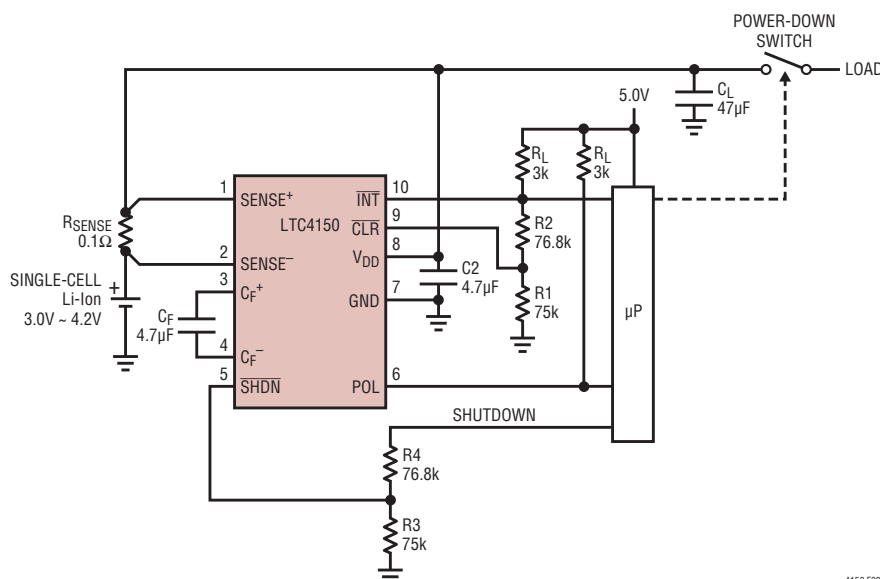 POWER-DOWN
SWITCH
LOAD
CL
47µF
5.0V
RL
3k
RL
3k
1
SENSE+
INT
10
LTC4150
CLR
9
RSENSE
0.1Ω
R2
76.8k
2
SENSE–
VDD
8
C2
4.7µF
SINGLE-CELL
Li-Ion
3.0V ~ 4.2V
+
3
CF+
GND
7
R1
75k
µP
CF
4.7µF
4
CF–
5
SHDN
POL
6
SHUTDOWN
R4
76.8k
R3
75k